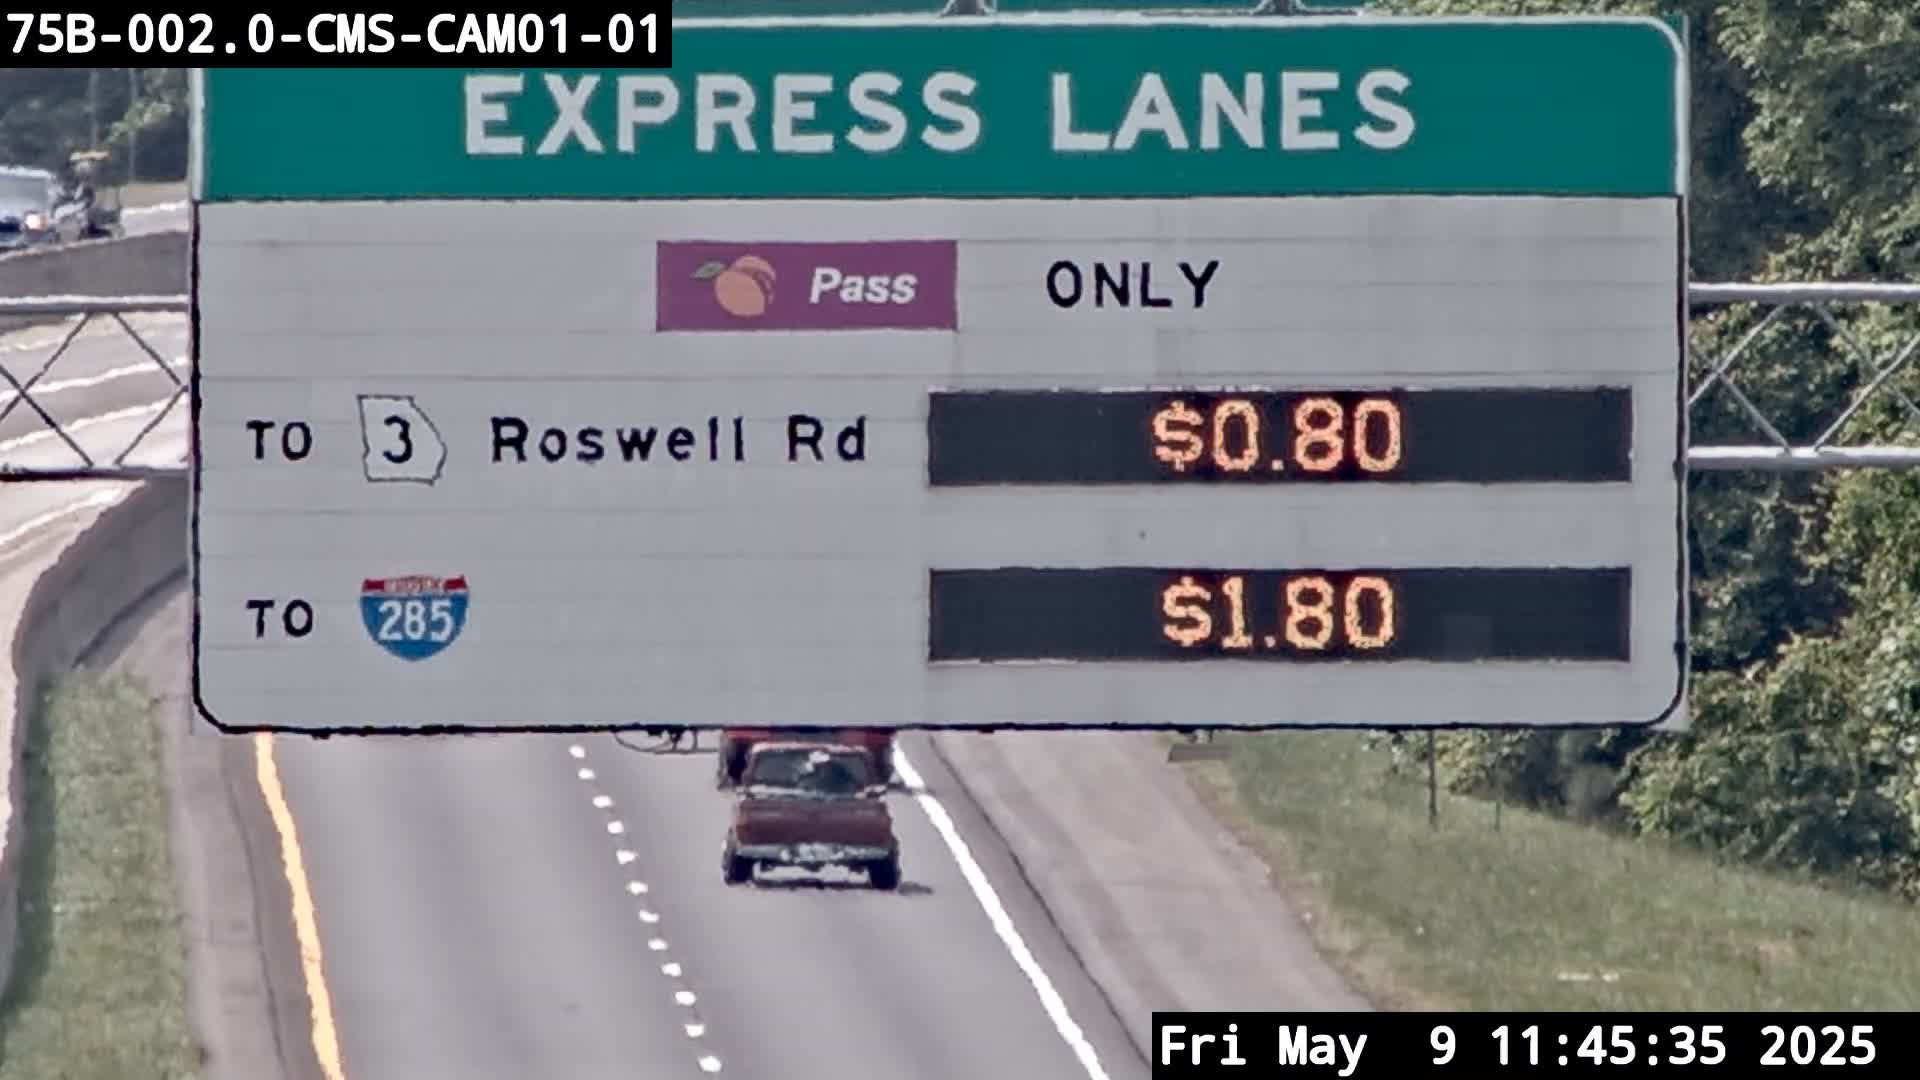 75B-002.0-CMS-CAM01-01
EXPRESS LANES
Pass ONLY
TO 3 Roswell Rd $0.80
TO 285 $1.80
Fri May 9 11:45:35 2025